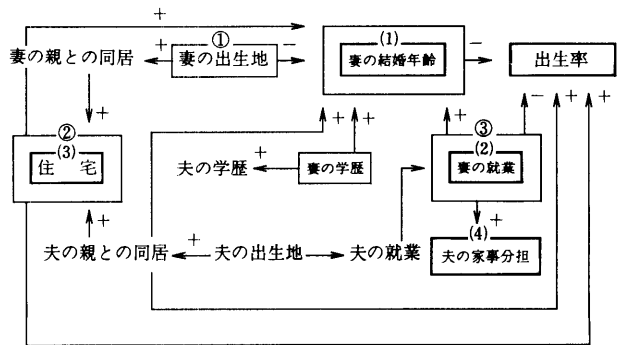 +
① (1)
妻の親との同居 + 妻の出生地 - 妻の結婚年齢 - 出生率
+ + + + - + +
② ③
(3) (2)
住 宅 夫の学歴 + 妻の学歴 妻の就業
+ +
(4)
夫の親との同居 + 夫の出生地 夫の就業 夫の家事分担